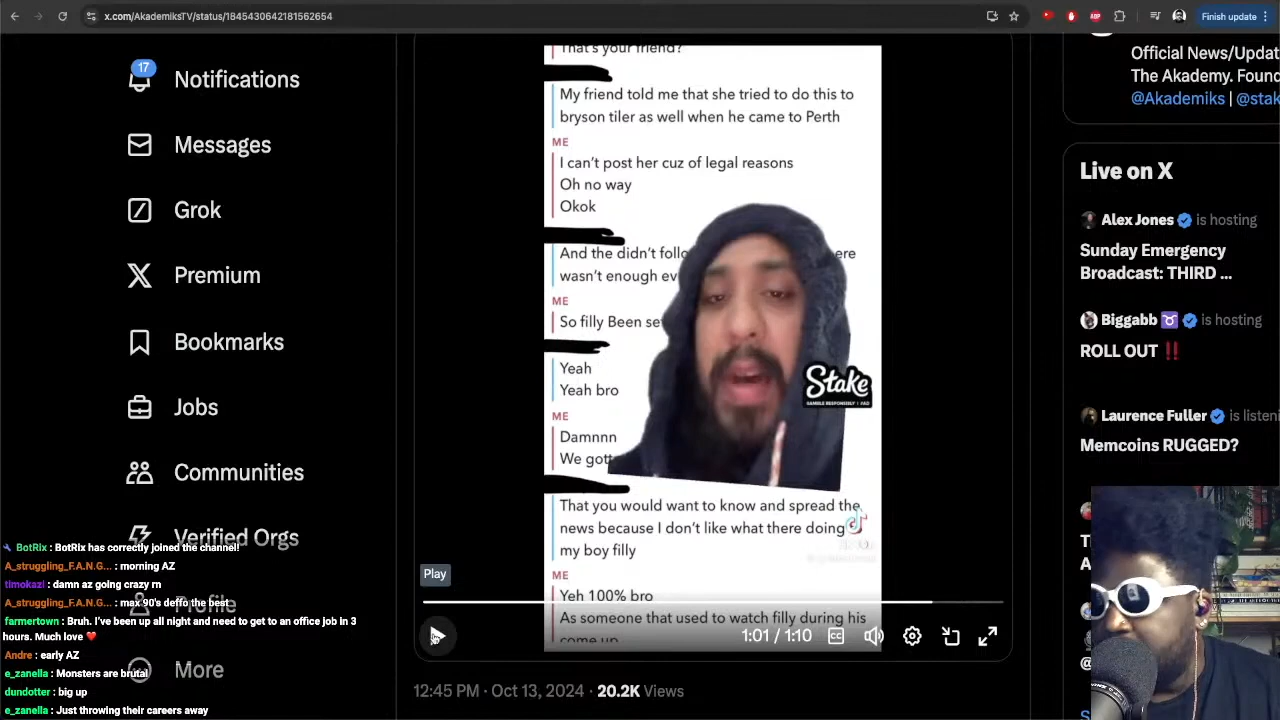 x.com/AkademiksTV/status/1845430642181562654
Finish update
17
Notifications
Messages
Grok
Premium
Bookmarks
Jobs
Communities
Verified Orgs
Profile
More
BotRix : BotRix has correctly joined the channel!
A_struggling_F.A.N.G... : morning AZ
timokazi : damn az going crazy rn
A_struggling_F.A.N.G... : max 90's deffo the best
farmertown : Bruh. I've been up all night and need to get to an office job in 3
hours. Much love ❤️
Andre : early AZ
e_zanella : Monsters are brutal
dundotter : big up
e_zanella : Just throwing their careers away
That's your friend?
My friend told me that she tried to do this to
bryson tiler as well when he came to Perth
ME
I can't post her cuz of legal reasons
Oh no way
Okok
And the didn't
ere
wasn't enough
ME
So filly Been
Yeah
Yeah bro
ME
Damnnn
We
That you would want to know and spread the
news because I don't like what there doing
my boy filly
ME
Yeh 100% bro
As someone that used to watch filly during his
come up
Stake
GAMBLE RESPONSIBLY | #AD
Play
1:01 / 1:10
CC
12:45 PM · Oct 13, 2024 · 20.2K Views
Official News/Updat
The Akademy. Found
@Akademiks | @stak
Live on X
Alex Jones is hosting
Sunday Emergency
Broadcast: THIRD ...
Biggabb ♉ is hosting
ROLL OUT ‼️
Laurence Fuller is listeni
Memcoins RUGGED?